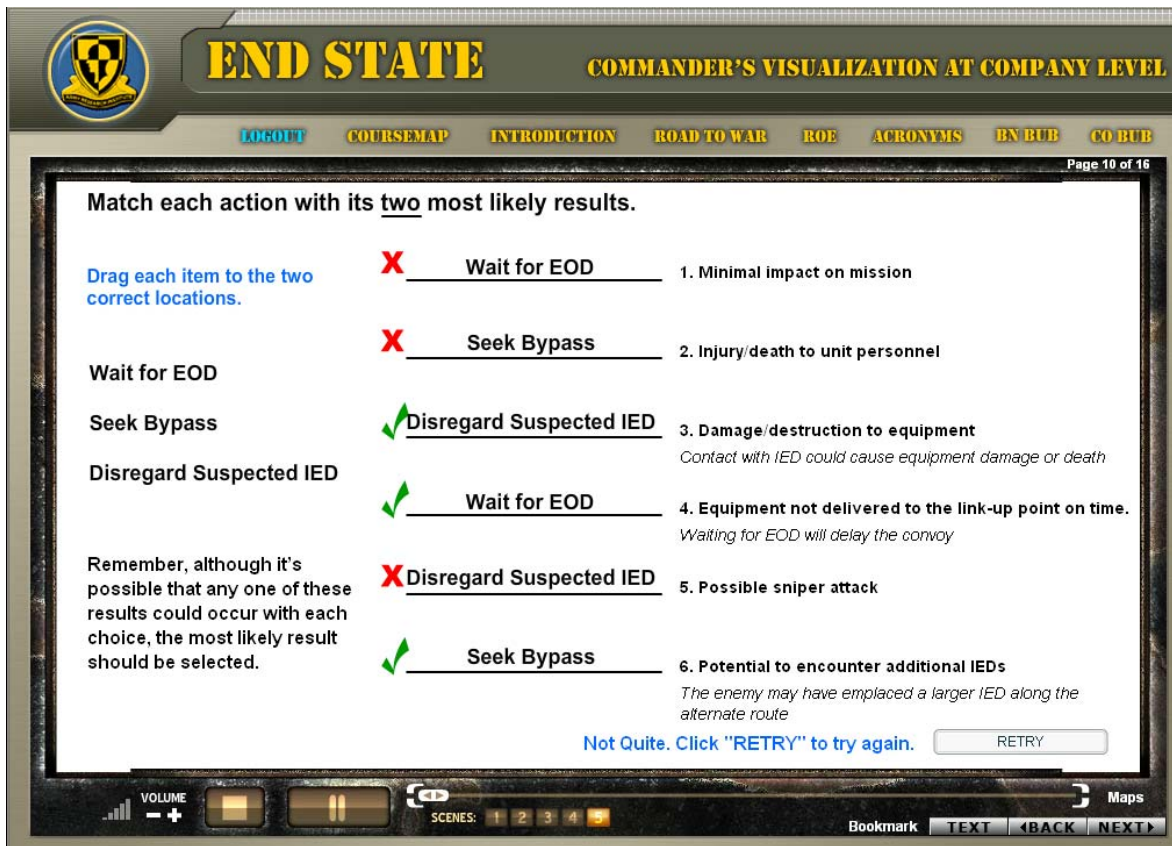 END STATE
COMMANDER'S VISUALIZATION AT COMPANY LEVEL
ARMY RESEARCH INSTITUTE
LOGOUT COURSEMAP INTRODUCTION ROAD TO WAR ROE ACRONYMS BN BUB CO BUB
Page 10 of 16
Match each action with its two most likely results.
Drag each item to the two
correct locations.
Wait for EOD
Seek Bypass
Disregard Suspected IED
Remember, although it's
possible that any one of these
results could occur with each
choice, the most likely result
should be selected.
X Wait for EOD 1. Minimal impact on mission
X Seek Bypass 2. Injury/death to unit personnel
✓ Disregard Suspected IED 3. Damage/destruction to equipment
Contact with IED could cause equipment damage or death
✓ Wait for EOD 4. Equipment not delivered to the link-up point on time.
Waiting for EOD will delay the convoy
X Disregard Suspected IED 5. Possible sniper attack
✓ Seek Bypass 6. Potential to encounter additional IEDs
The enemy may have emplaced a larger IED along the
alternate route
Not Quite. Click "RETRY" to try again. RETRY
VOLUME
- +
SCENES: 1 2 3 4 5
Maps
Bookmark TEXT BACK NEXT